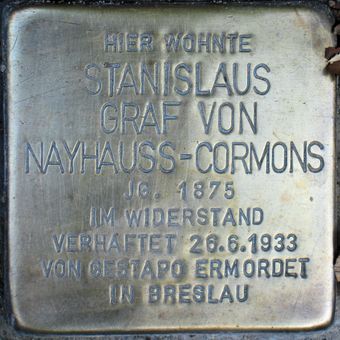 HIER WOHNTE
STANISLAUS
GRAF VON
NAYHAUSS-CORMONS
JG. 1875
IM WIDERSTAND
VERHAFTET 26.6.1933
VON GESTAPO ERMORDET
IN BRESLAU